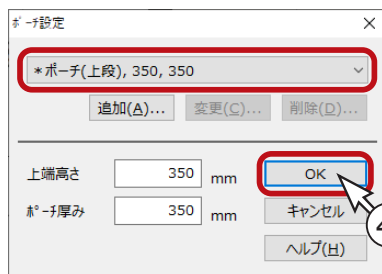 ﾎﾟｰﾁ設定
*ポーチ(上段), 350, 350
追加(A)... 変更(C)... 削除(D)...
上端高さ 350 mm OK
ﾎﾟｰﾁ厚み 350 mm キャンセル
4
ヘルプ(H)